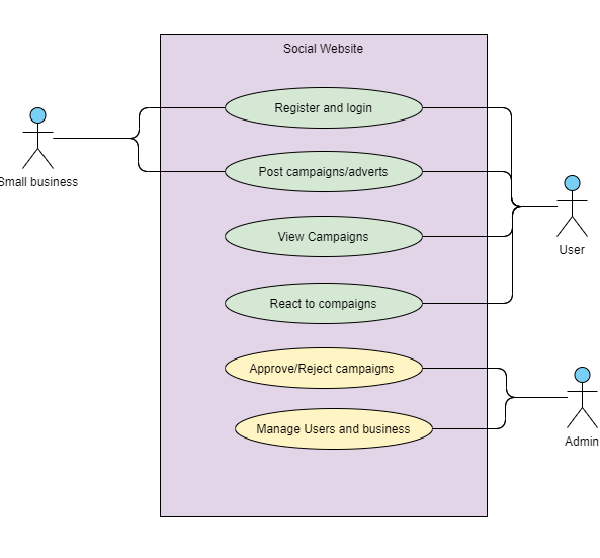 Social Website
Register and login
Post campaigns/adverts
Small business
View Campaigns
User
React to compaigns
Approve/Reject campaigns
Manage Users and business
Admin